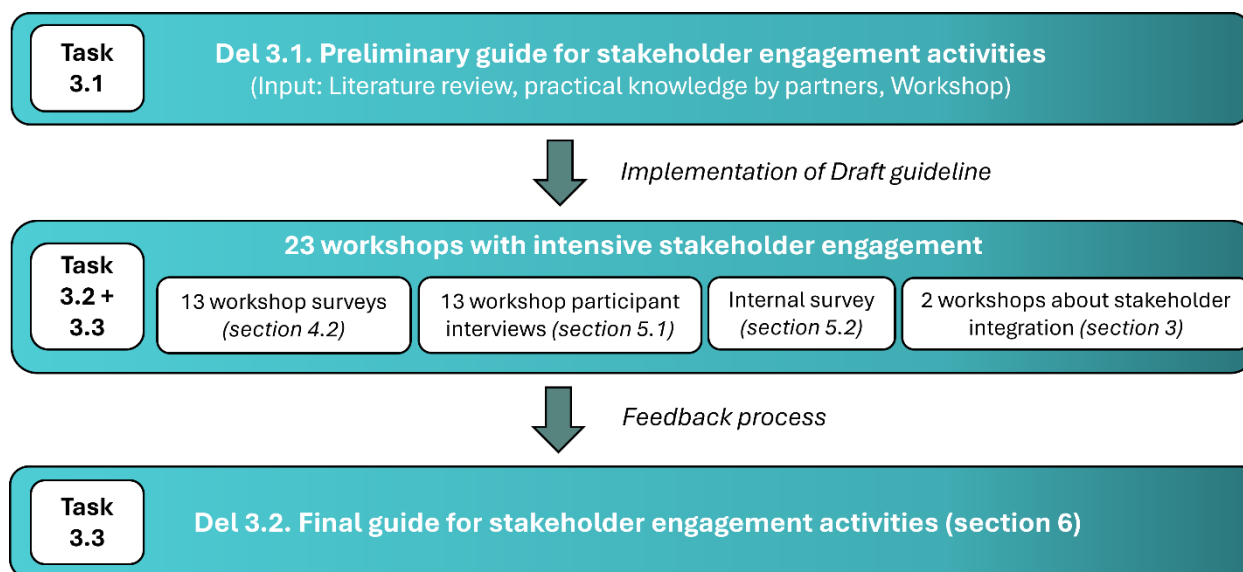 Task
3.1
Del 3.1. Preliminary guide for stakeholder engagement activities
(Input: Literature review, practical knowledge by partners, Workshop)
Implementation of Draft guideline
Task
3.2 +
3.3
23 workshops with intensive stakeholder engagement
13 workshop surveys
(section 4.2)
13 workshop participant
interviews (section 5.1)
Internal survey
(section 5.2)
2 workshops about stakeholder
integration (section 3)
Feedback process
Task
3.3
Del 3.2. Final guide for stakeholder engagement activities (section 6)